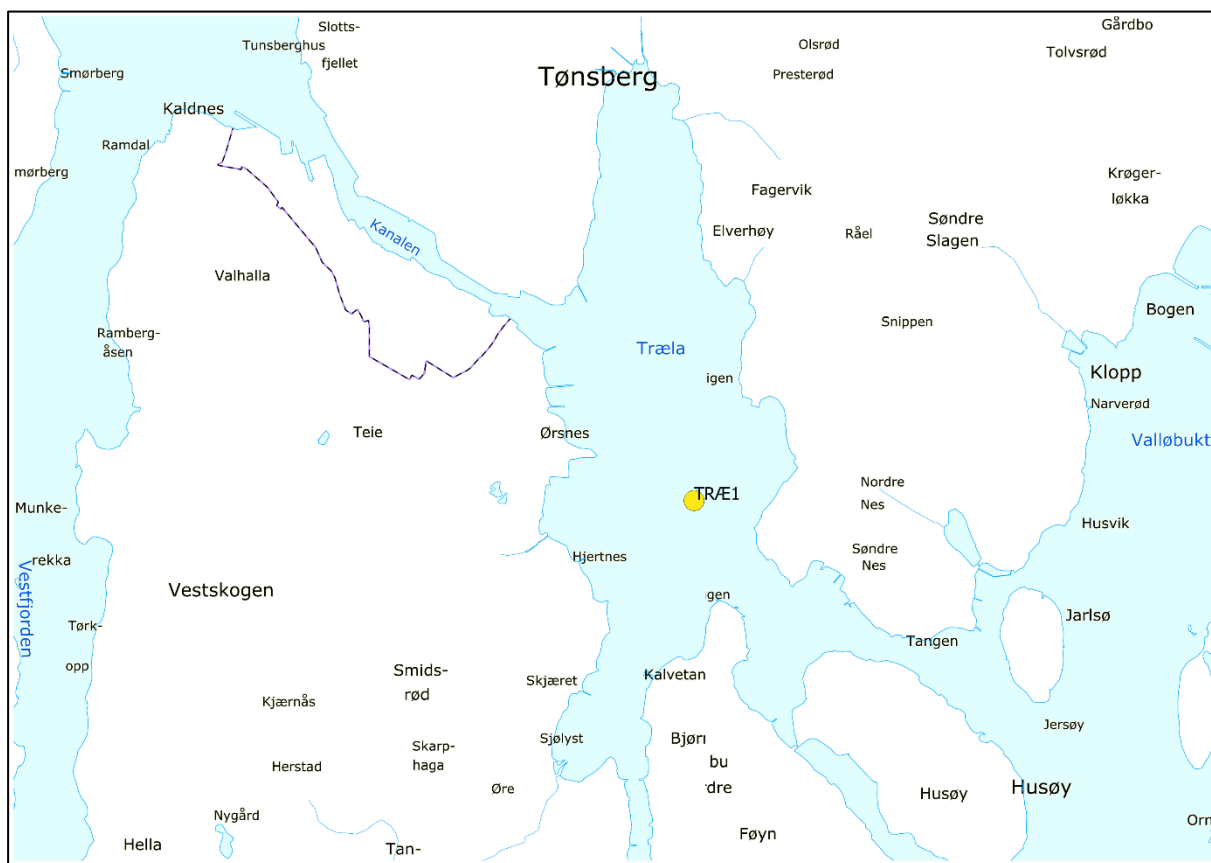 Slotts-
fjellet
Tunsberghus
Gårdbo
Olsrød
Tolvsrød
Smørberg
Tønsberg
Presterød
Kaldnes
Ramdal
mørberg
Krøger-
løkka
Fagervik
Kanalen
Elverhøy
Råel
Søndre
Slagen
Valhalla
Bogen
Snippen
Ramberg-
åsen
Træla
igen
Klopp
Narverød
Teie
Ørsnes
Valløbukt
Munke-
rekka
TRÆ1
Nordre
Nes
Husvik
Hjertnes
Søndre
Nes
Vestfjorden
Vestskogen
gen
Jarlsø
Tørk-
opp
Tangen
Smids-
rød
Skjæret
Kalvetan
Kjærnås
Jersøy
Sjølyst
Bjørı
bu
dre
Skarp-
haga
Herstad
Øre
Husøy
Husøy
Nygård
Orn
Hella
Tan-
Føyn